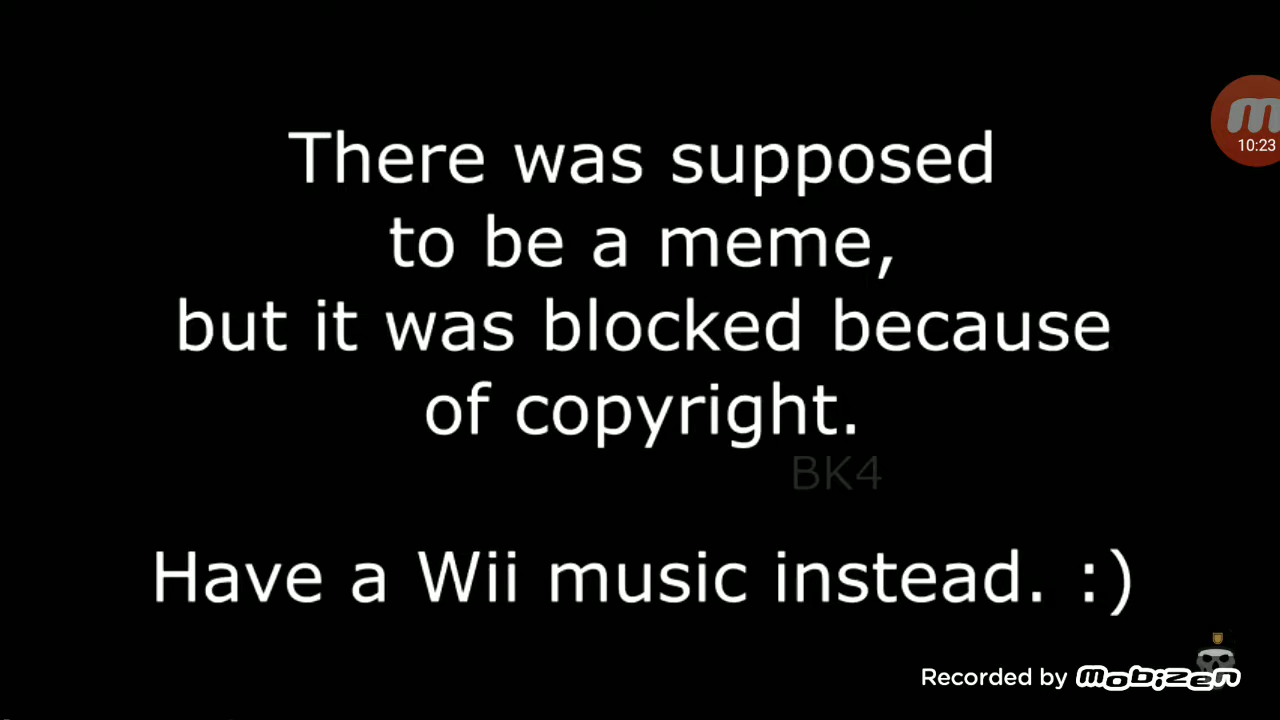 There was supposed
to be a meme,
but it was blocked because
of copyright.
BK4
Have a Wii music instead. :)
10:23
Recorded by mobizen